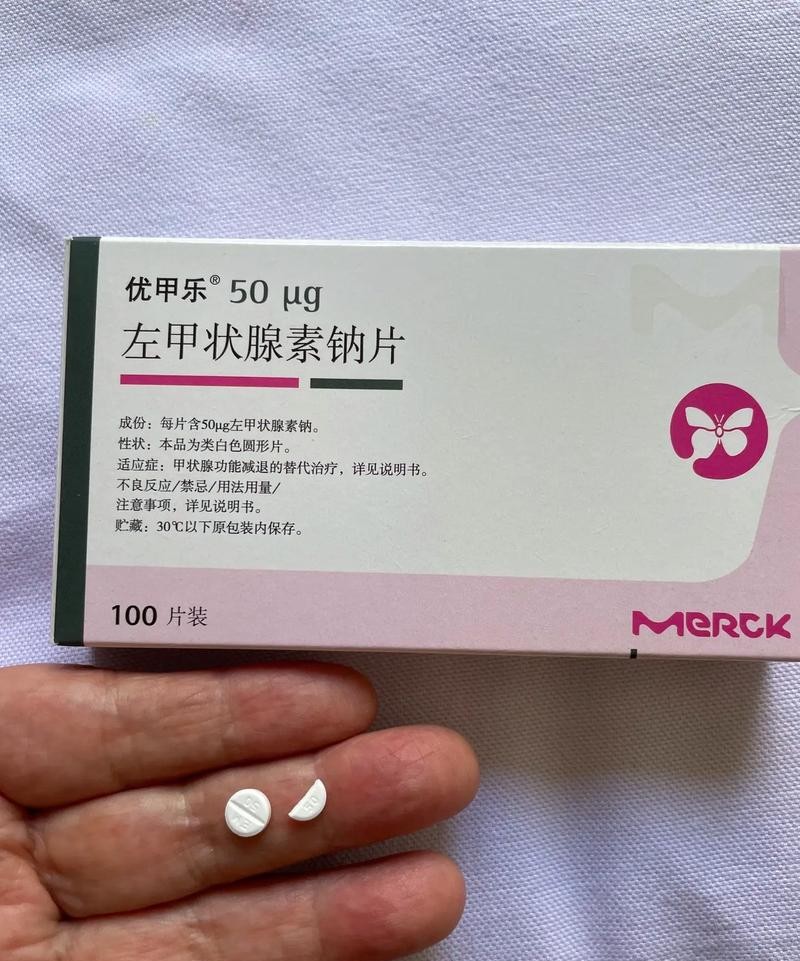 优甲乐® 50 μg
左甲状腺素钠片
成份：每片含50μg左甲状腺素钠。
性状：本品为类白色圆形片。
适应症：甲状腺功能减退的替代治疗，详见说明书。
不良反应/禁忌/用法用量/
注意事项，详见说明书。
贮藏：30℃以下原包装内保存。
100 片装
MERCK
50
50